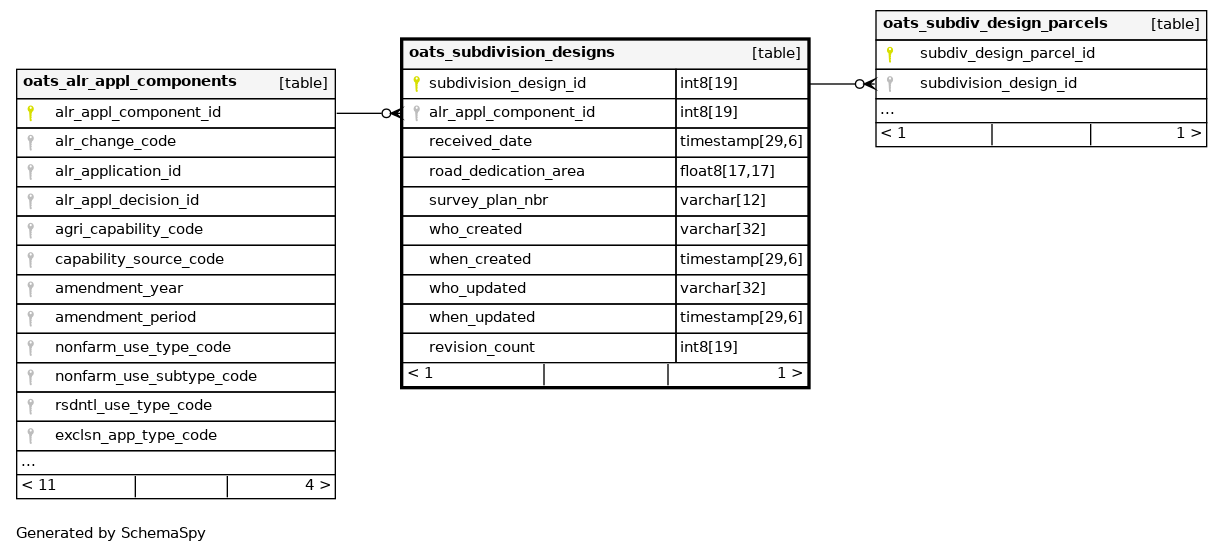 oats_alr_appl_components [table]
alr_appl_component_id
alr_change_code
alr_application_id
alr_appl_decision_id
agri_capability_code
capability_source_code
amendment_year
amendment_period
nonfarm_use_type_code
nonfarm_use_subtype_code
rsdntl_use_type_code
exclsn_app_type_code
...
< 11 4 >
oats_subdivision_designs [table]
subdivision_design_id int8[19]
alr_appl_component_id int8[19]
received_date timestamp[29,6]
road_dedication_area float8[17,17]
survey_plan_nbr varchar[12]
who_created varchar[32]
when_created timestamp[29,6]
who_updated varchar[32]
when_updated timestamp[29,6]
revision_count int8[19]
< 1 1 >
oats_subdiv_design_parcels [table]
subdiv_design_parcel_id
subdivision_design_id
...
< 1 1 >
Generated by SchemaSpy